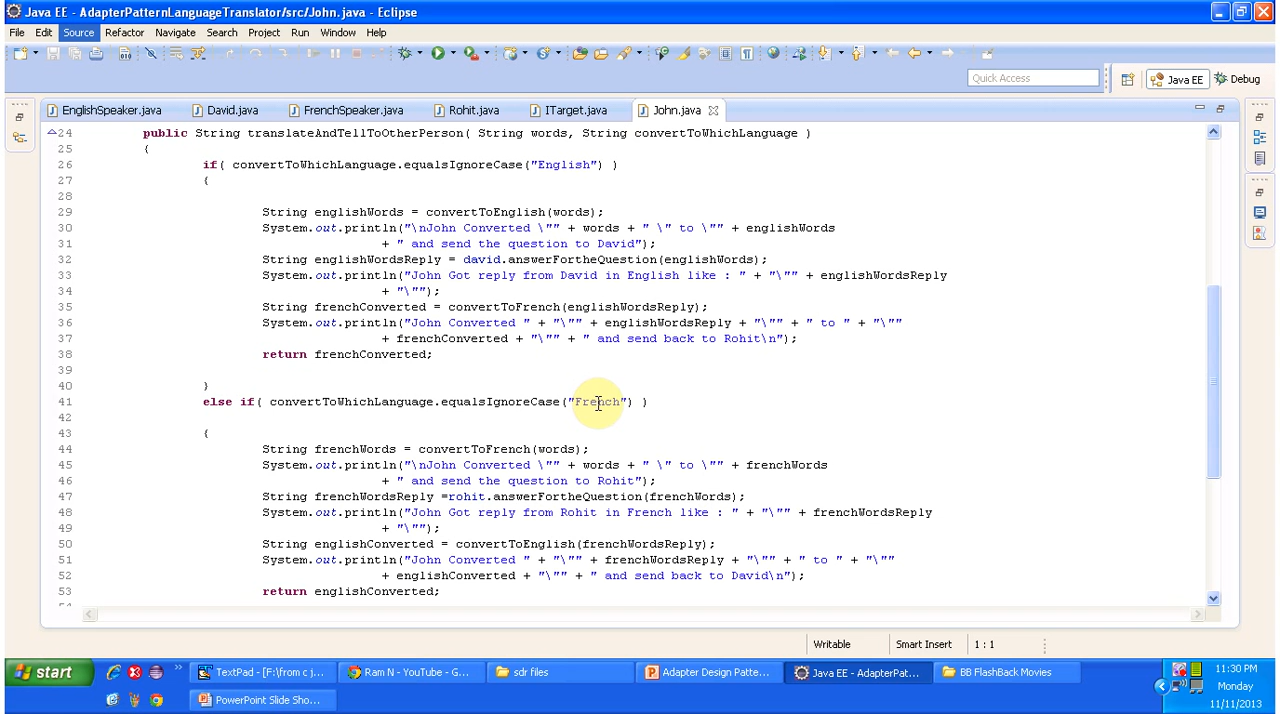 Java EE - AdapterPatternLanguageTranslator/src/John.java - Eclipse
File Edit Source Refactor Navigate Search Project Run Window Help
Quick Access
Java EE
Debug
EnglishSpeaker.java David.java FrenchSpeaker.java Rohit.java ITarget.java John.java
24 public String translateAndTellToOtherPerson( String words, String convertToWhichLanguage )
25 {
26 if( convertToWhichLanguage.equalsIgnoreCase("English") )
27 {
28
29 String englishWords = convertToEnglish(words);
30 System.out.println("\nJohn Converted \"" + words + " \" to \"" + englishWords
31 + " and send the question to David");
32 String englishWordsReply = david.answerFortheQuestion(englishWords);
33 System.out.println("John Got reply from David in English like : " + "\"" + englishWordsReply
34 + "\"");
35 String frenchConverted = convertToFrench(englishWordsReply);
36 System.out.println("John Converted " + "\"" + englishWordsReply + "\"" + " to " + "\""
37 + frenchConverted + "\"" + " and send back to Rohit\n");
38 return frenchConverted;
39
40 }
41 else if( convertToWhichLanguage.equalsIgnoreCase("French") )
42
43 {
44 String frenchWords = convertToFrench(words);
45 System.out.println("\nJohn Converted \"" + words + " \" to \"" + frenchWords
46 + " and send the question to Rohit");
47 String frenchWordsReply =rohit.answerFortheQuestion(frenchWords);
48 System.out.println("John Got reply from Rohit in French like : " + "\"" + frenchWordsReply
49 + "\"");
50 String englishConverted = convertToEnglish(frenchWordsReply);
51 System.out.println("John Converted " + "\"" + frenchWordsReply + "\"" + " to " + "\""
52 + englishConverted + "\"" + " and send back to David\n");
53 return englishConverted;
Writable Smart Insert 1 : 1
start
TextPad - [F:\from c j... Ram N - YouTube - G... sdr files Adapter Design Patte... Java EE - AdapterPat... BB FlashBack Movies
PowerPoint Slide Sho...
11:30 PM
Monday
11/11/2013